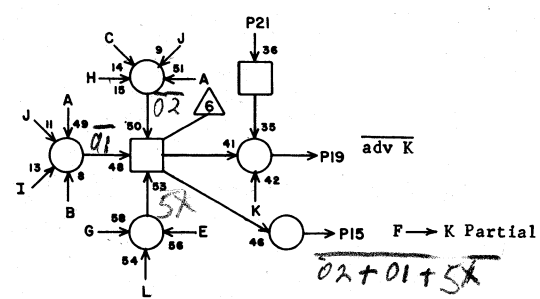 P21
C 9 J 36
14 51
H 15 A
02 6
J A
11 49 50 35
01 41 P19 adv K
13 8 48 42
I 53
B 5X K
G 58 E 46 P15 F → K Partial
56
54 02+01+5X
L